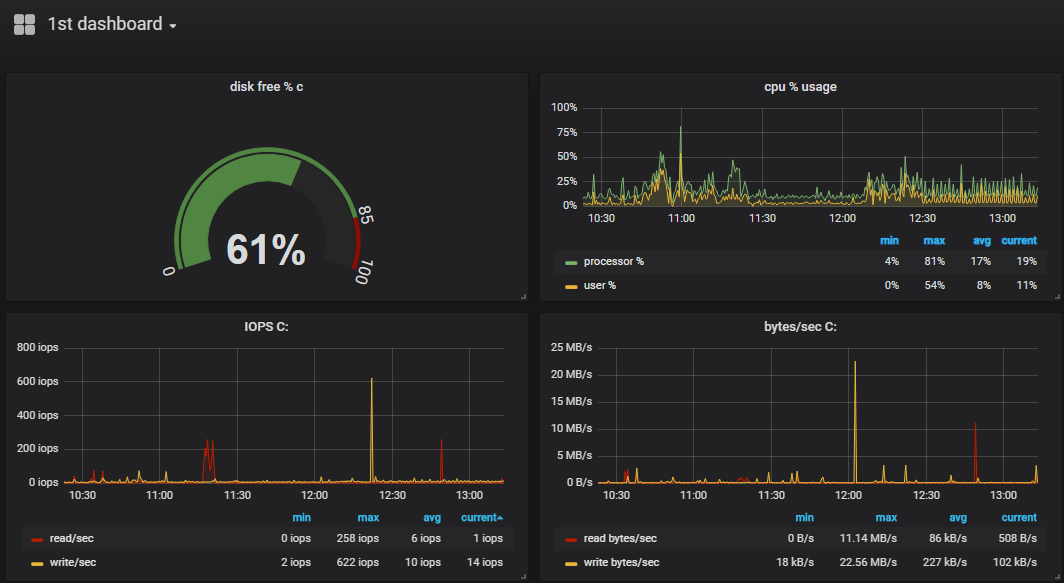 1st dashboard
disk free % c
61%
0
85
100
cpu % usage
100%
75%
50%
25%
0%
10:30 11:00 11:30 12:00 12:30 13:00
min max avg current
processor % 4% 81% 17% 19%
user % 0% 54% 8% 11%
IOPS C:
800 iops
600 iops
400 iops
200 iops
0 iops
10:30 11:00 11:30 12:00 12:30 13:00
min max avg current
read/sec 0 iops 258 iops 6 iops 1 iops
write/sec 2 iops 622 iops 10 iops 14 iops
bytes/sec C:
25 MB/s
20 MB/s
15 MB/s
10 MB/s
5 MB/s
0 B/s
10:30 11:00 11:30 12:00 12:30 13:00
min max avg current
read bytes/sec 0 B/s 11.14 MB/s 86 kB/s 508 B/s
write bytes/sec 18 kB/s 22.56 MB/s 227 kB/s 102 kB/s